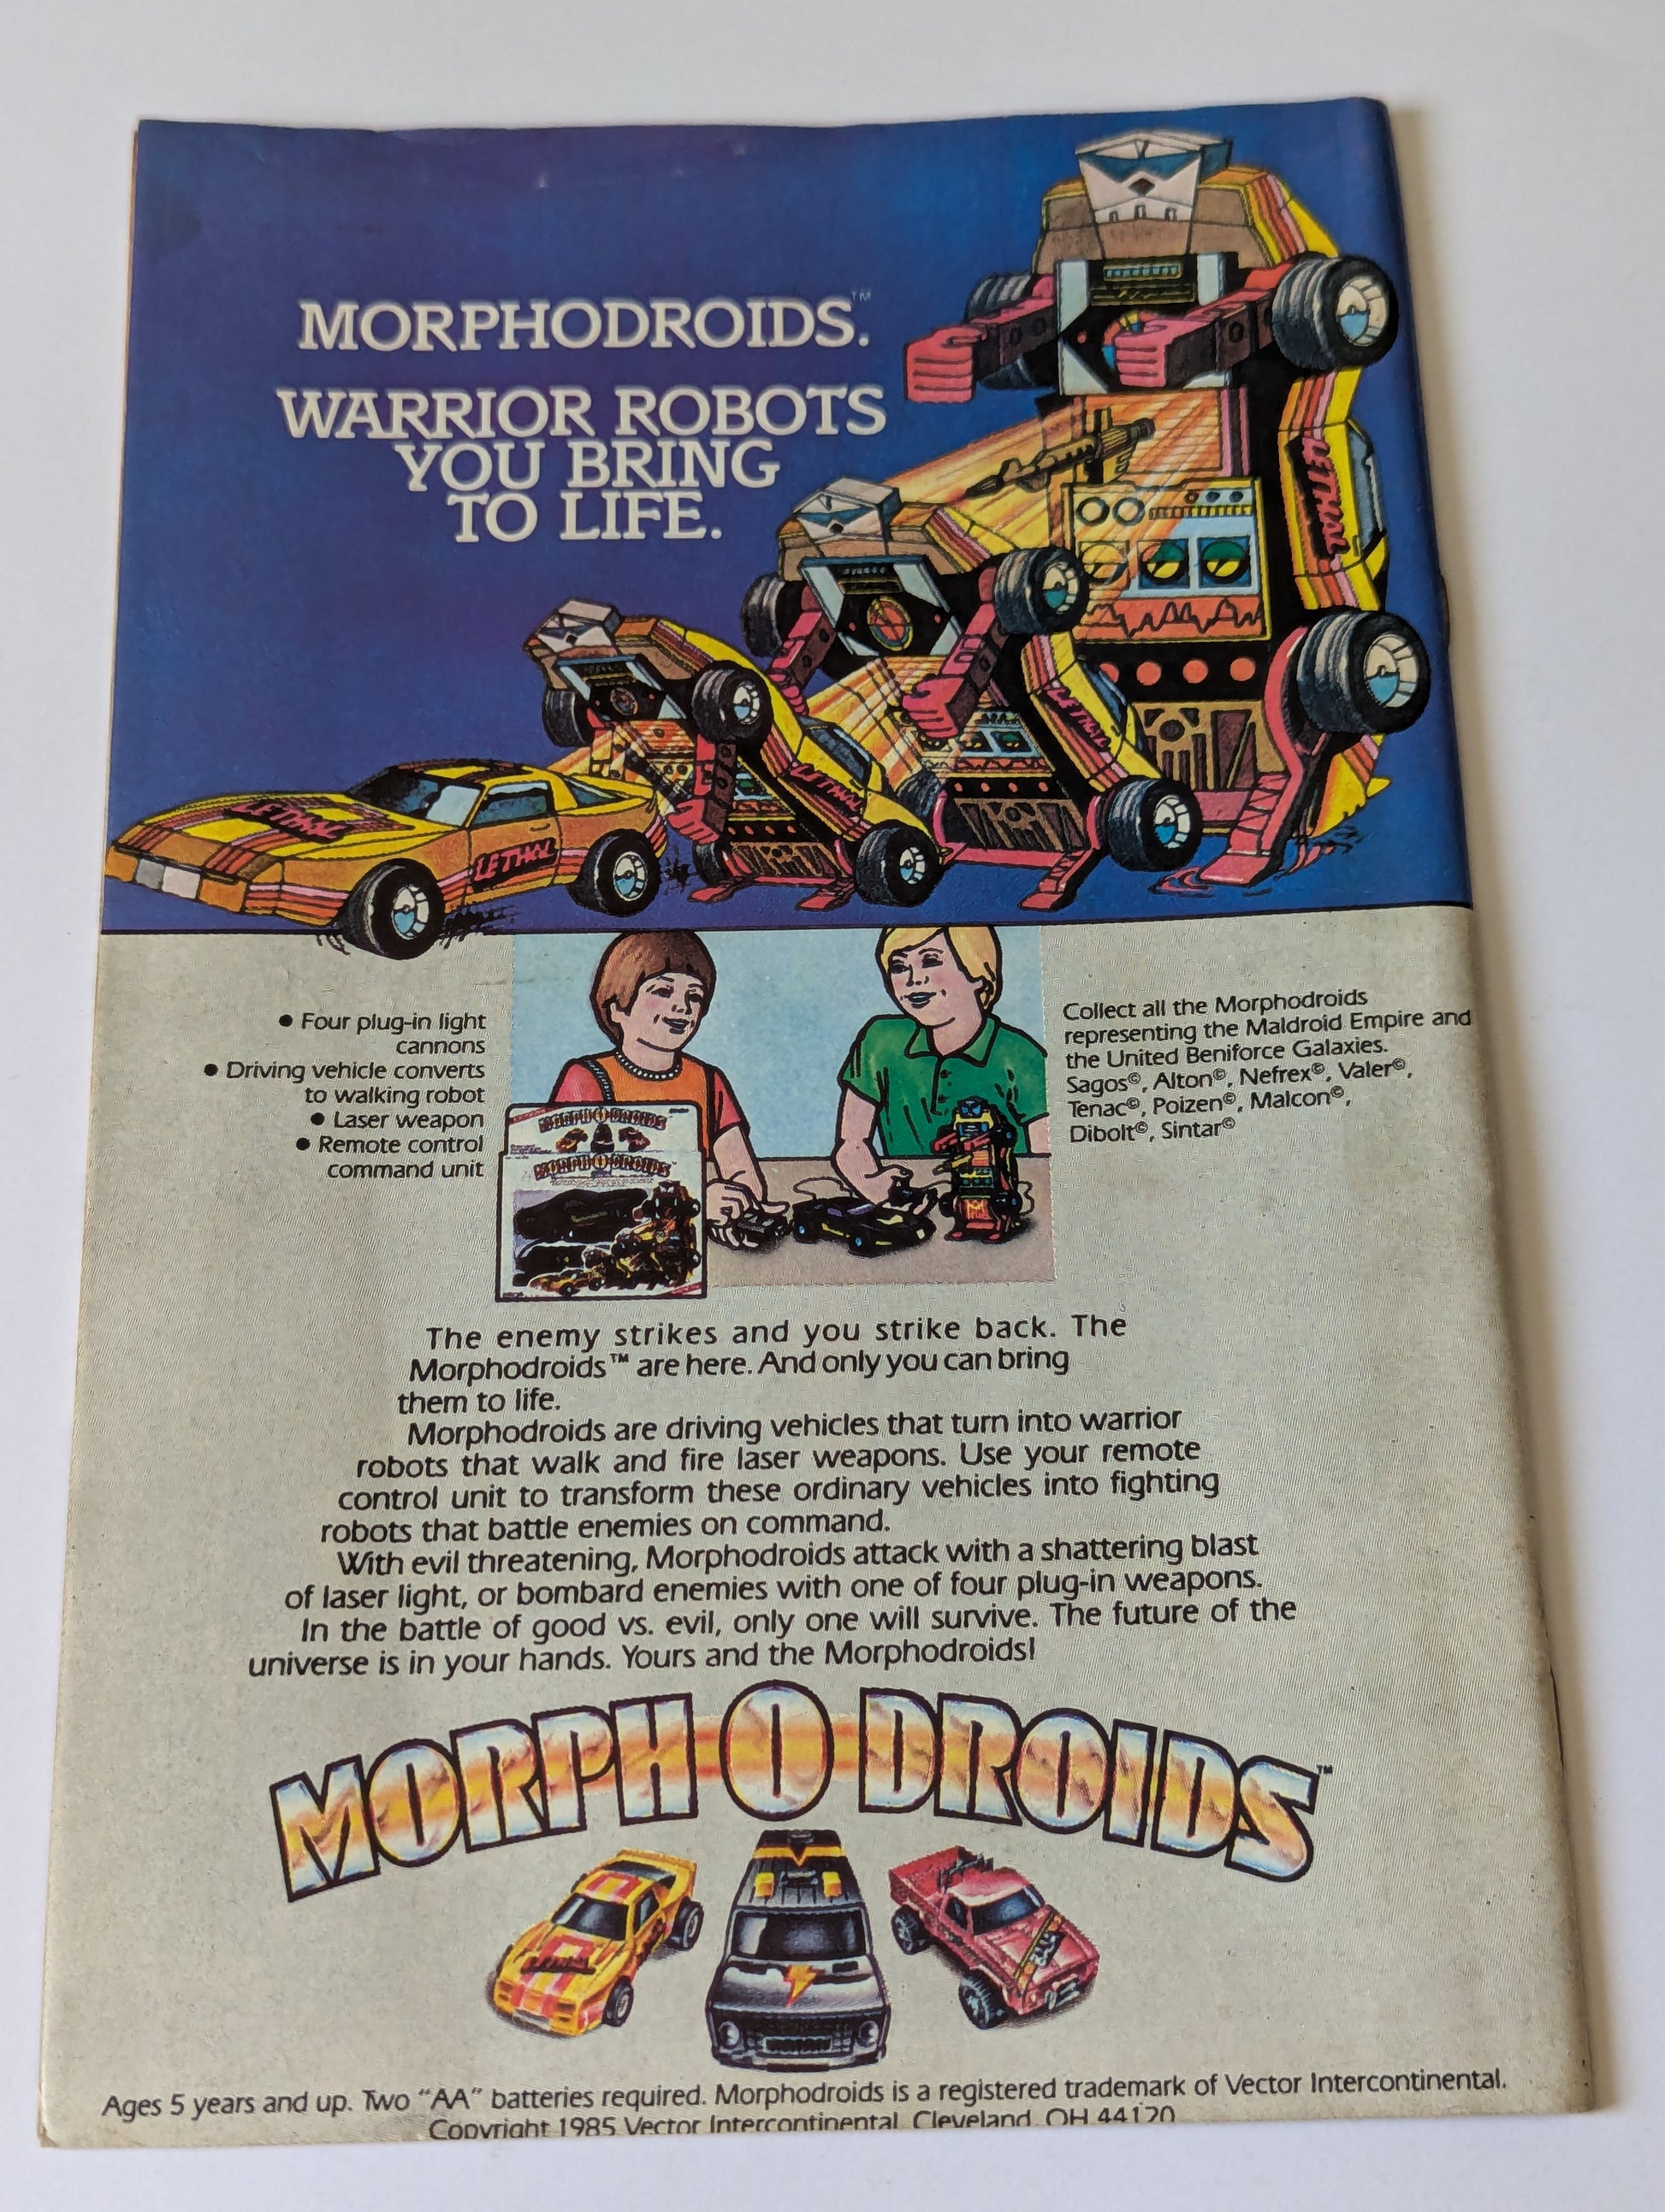 MORPHODROIDS.™
WARRIOR ROBOTS
YOU BRING
TO LIFE.
LETHAL
LETHAL
LETHAL
LETHAL
LETHAL
• Four plug-in light
cannons
• Driving vehicle converts
to walking robot
• Laser weapon
• Remote control
command unit
MORPH O DROIDS
MORPH O DROIDS
Collect all the Morphodroids
representing the Maldroid Empire and
the United Beniforce Galaxies.
Sagos©, Alton©, Nefrex©, Valer©,
Tenac©, Poizen©, Malcon©,
Dibolt©, Sintar©
The enemy strikes and you strike back. The
Morphodroids™ are here. And only you can bring
them to life.
Morphodroids are driving vehicles that turn into warrior
robots that walk and fire laser weapons. Use your remote
control unit to transform these ordinary vehicles into fighting
robots that battle enemies on command.
With evil threatening, Morphodroids attack with a shattering blast
of laser light, or bombard enemies with one of four plug-in weapons.
In the battle of good vs. evil, only one will survive. The future of the
universe is in your hands. Yours and the Morphodroids!
MORPH O DROIDS™
Ages 5 years and up. Two “AA” batteries required. Morphodroids is a registered trademark of Vector Intercontinental.
Copyright 1985 Vector Intercontinental, Cleveland, OH 44120